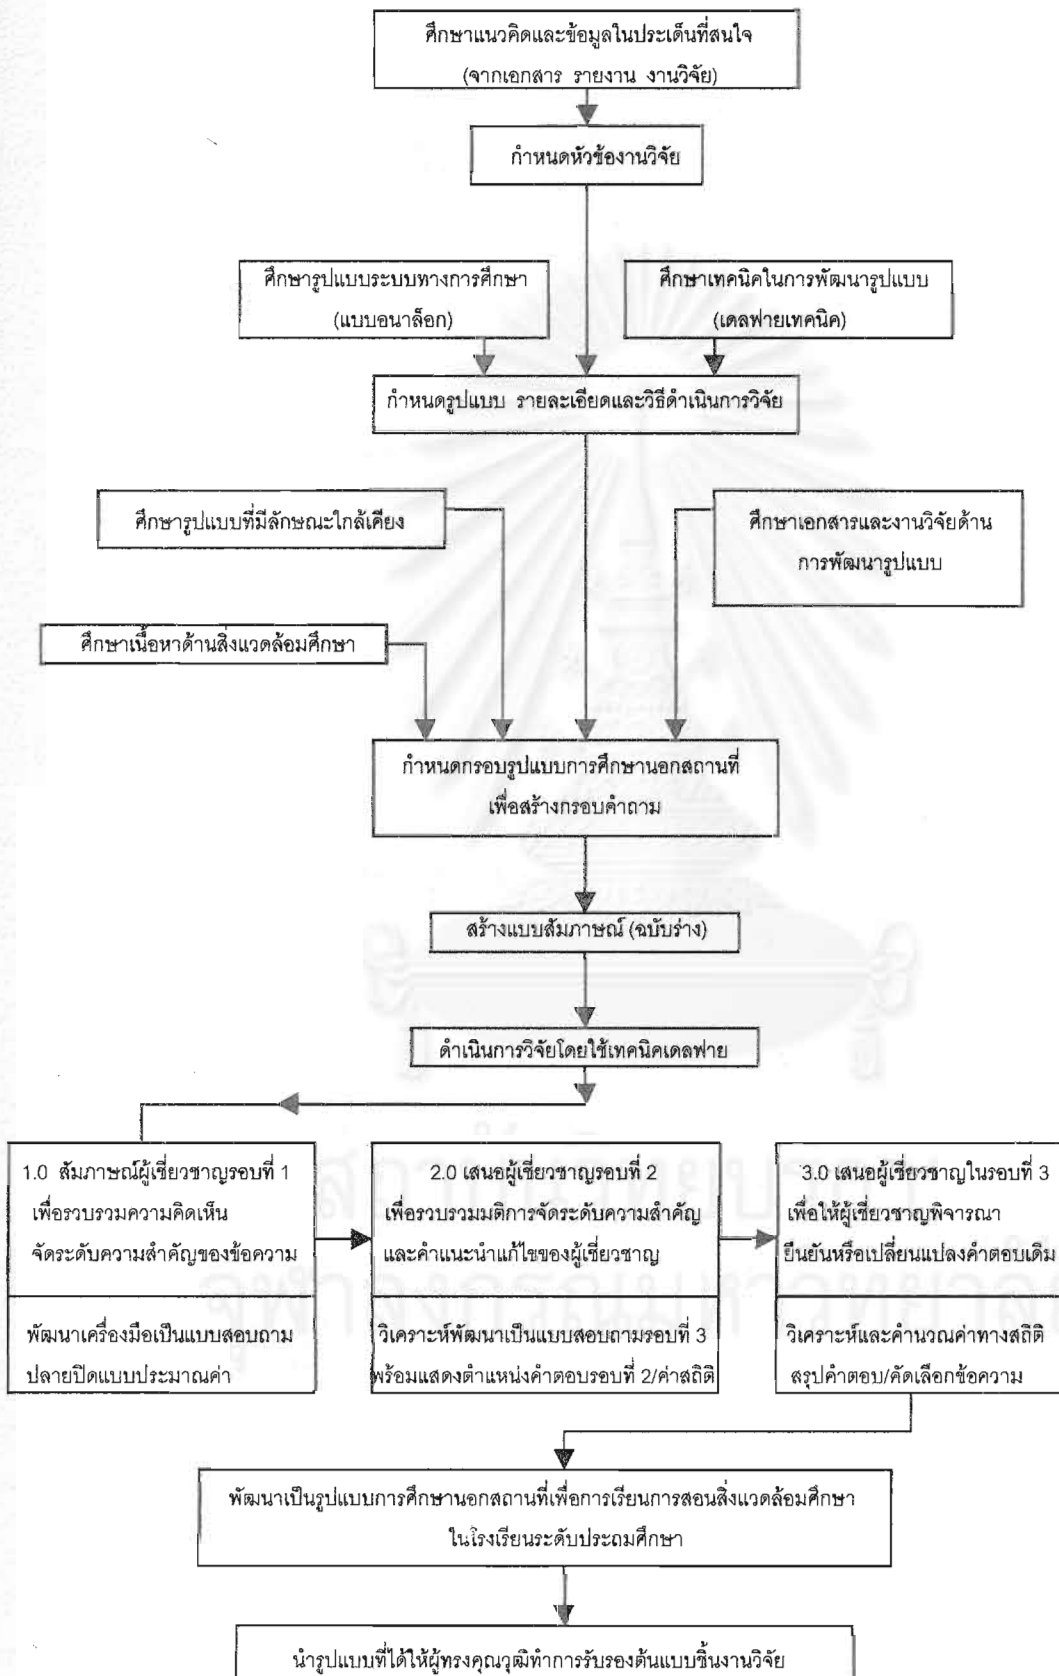 ศึกษาแนวคิดและข้อมูลในประเด็นที่สนใจ
(จากเอกสาร รายงาน งานวิจัย)
กำหนดหัวข้องานวิจัย
ศึกษารูปแบบระบบทางการศึกษา
(แบบอนาล็อก)
ศึกษาเทคนิคในการพัฒนารูปแบบ
(เดลฟายเทคนิค)
กำหนดรูปแบบ รายละเอียดและวิธีดำเนินการวิจัย
ศึกษารูปแบบที่มีลักษณะใกล้เคียง
ศึกษาเอกสารและงานวิจัยด้าน
การพัฒนารูปแบบ
ศึกษาเนื้อหาด้านสิ่งแวดล้อมศึกษา
กำหนดกรอบรูปแบบการศึกษานอกสถานที่
เพื่อสร้างกรอบคำถาม
สร้างแบบสัมภาษณ์ (ฉบับร่าง)
ดำเนินการวิจัยโดยใช้เทคนิคเดลฟาย
1.0 สัมภาษณ์ผู้เชี่ยวชาญรอบที่ 1
เพื่อรวบรวมความคิดเห็น
จัดระดับความสำคัญของข้อความ
พัฒนาเครื่องมือเป็นแบบสอบถาม
ปลายปิดแบบประมาณค่า
2.0 เสนอผู้เชี่ยวชาญรอบที่ 2
เพื่อรวบรวมมติการจัดระดับความสำคัญ
และคำแนะนำแก้ไขของผู้เชี่ยวชาญ
วิเคราะห์พัฒนาเป็นแบบสอบถามรอบที่ 3
พร้อมแสดงตำแหน่งคำตอบรอบที่ 2/ค่าสถิติ
3.0 เสนอผู้เชี่ยวชาญในรอบที่ 3
เพื่อให้ผู้เชี่ยวชาญพิจารณา
ยืนยันหรือเปลี่ยนแปลงคำตอบเดิม
วิเคราะห์และคำนวณค่าทางสถิติ
สรุปคำตอบ/คัดเลือกข้อความ
พัฒนาเป็นรูปแบบการศึกษานอกสถานที่เพื่อการเรียนการสอนสิ่งแวดล้อมศึกษา
ในโรงเรียนระดับประถมศึกษา
นำรูปแบบที่ได้ให้ผู้ทรงคุณวุฒิทำการรับรองต้นแบบชิ้นงานวิจัย